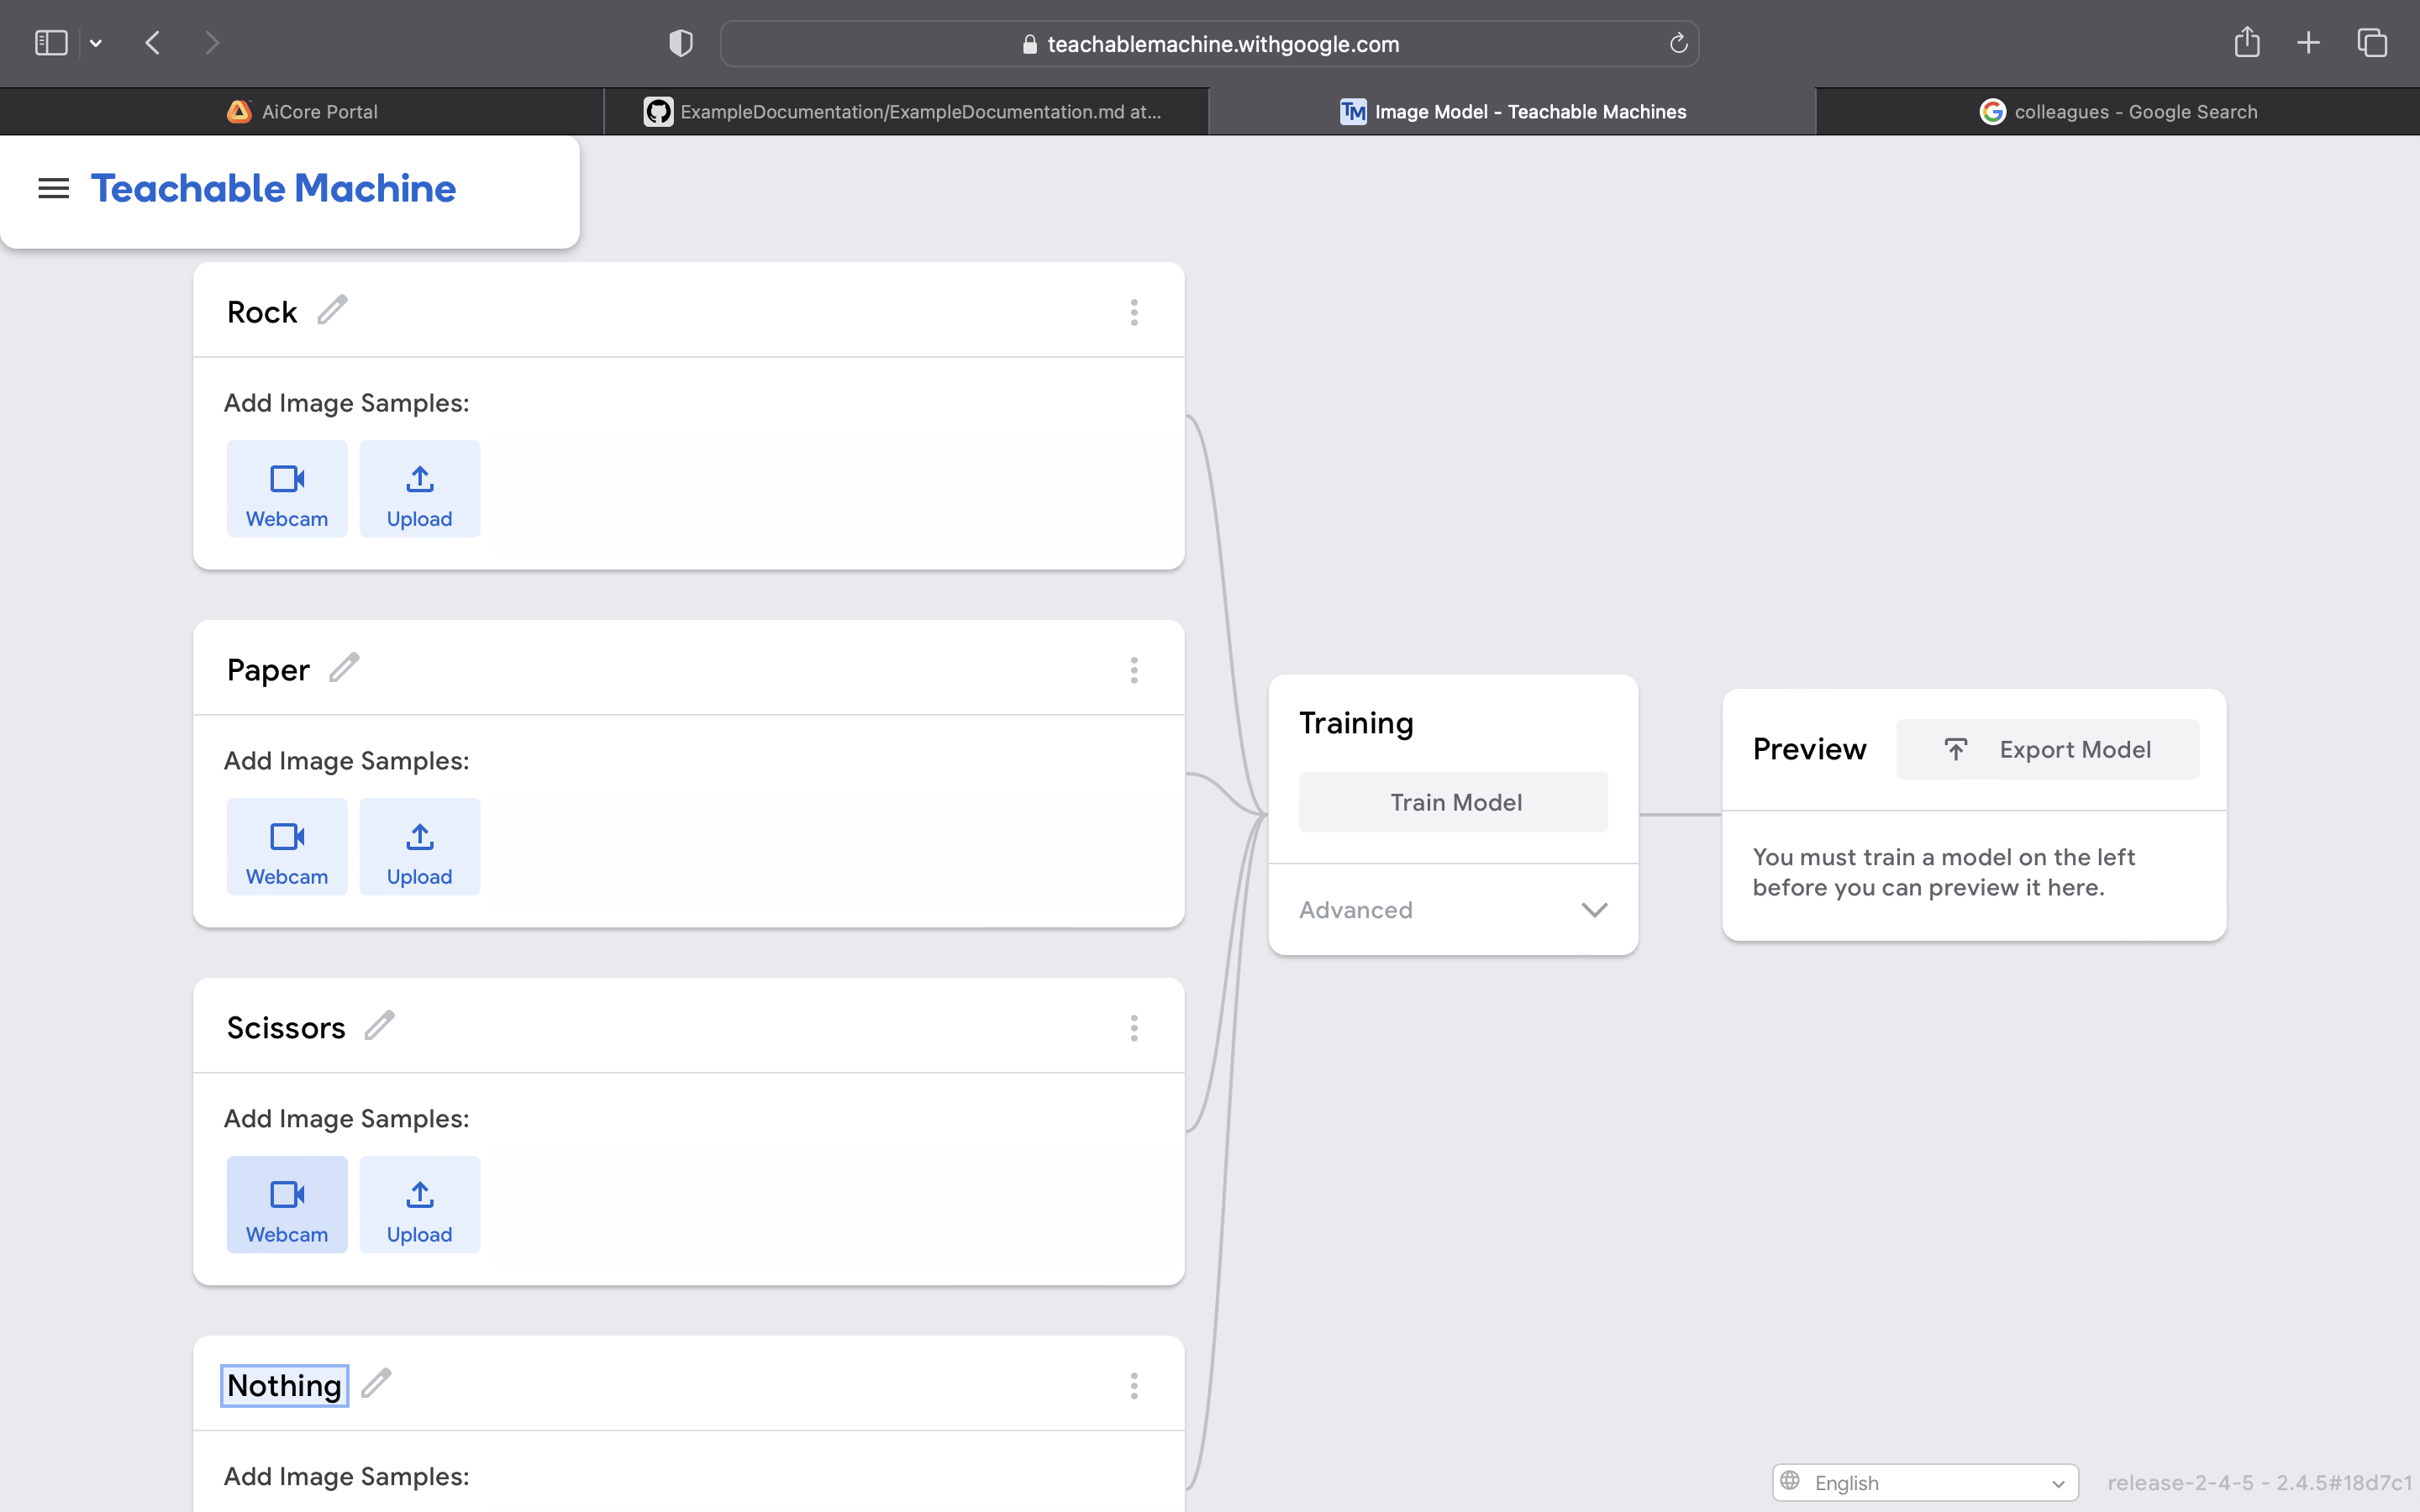 teachablemachine.withgoogle.com
AiCore Portal
ExampleDocumentation/ExampleDocumentation.md at...
TM Image Model - Teachable Machines
G colleagues - Google Search
Teachable Machine
Rock
Add Image Samples:
Webcam Upload
Paper
Add Image Samples:
Webcam Upload
Scissors
Add Image Samples:
Webcam Upload
Nothing
Add Image Samples:
Training
Train Model
Advanced
Preview
Export Model
You must train a model on the left
before you can preview it here.
English
release-2-4-5 - 2.4.5#18d7c1